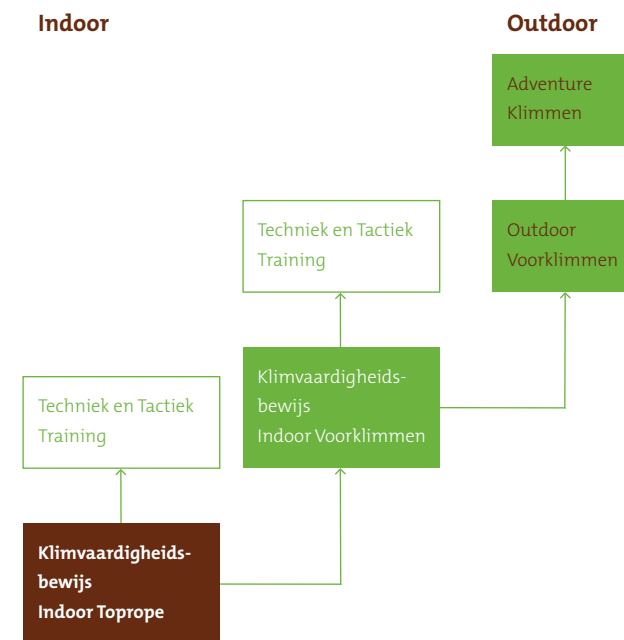 Indoor
Outdoor
Adventure
Klimmen
Techniek en Tactiek
Training
Outdoor
Voorklimmen
Klimvaardigheids-
bewijs
Indoor Voorklimmen
Techniek en Tactiek
Training
Klimvaardigheids-
bewijs
Indoor Toprope